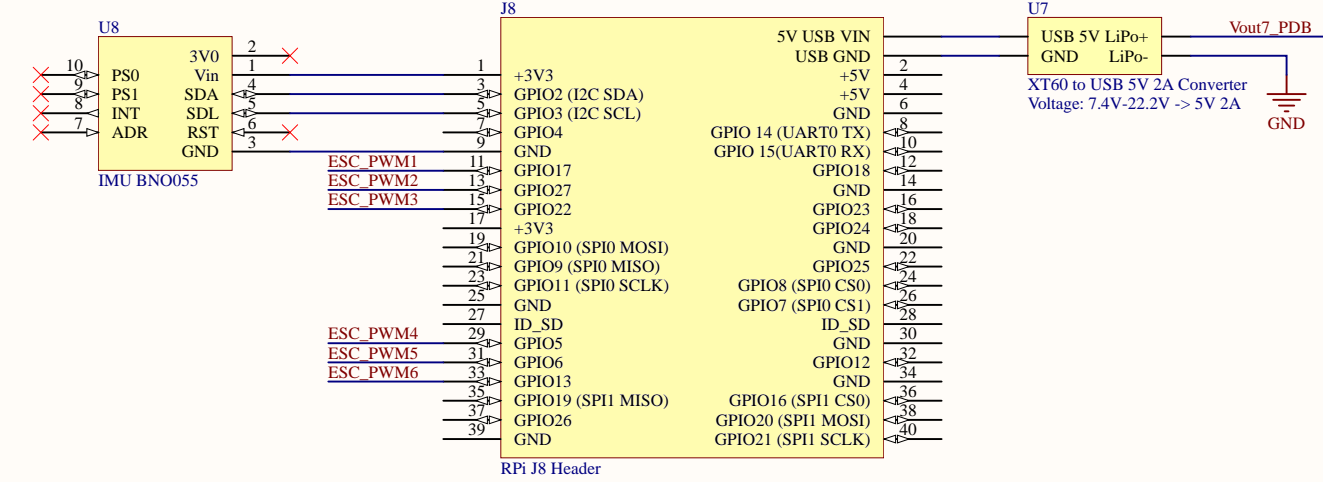 U8
10 PS0
9 PS1
8 INT
7 ADR
3V0 2
Vin 1
SDA 4
SDL 5
RST 6
GND 3
IMU BNO055
J8
1 +3V3
3 GPIO2 (I2C SDA)
5 GPIO3 (I2C SCL)
7 GPIO4
9 GND
ESC_PWM1 11 GPIO17
ESC_PWM2 13 GPIO27
ESC_PWM3 15 GPIO22
17 +3V3
19 GPIO10 (SPI0 MOSI)
21 GPIO9 (SPI0 MISO)
23 GPIO11 (SPI0 SCLK)
25 GND
27 ID_SD
ESC_PWM4 29 GPIO5
ESC_PWM5 31 GPIO6
ESC_PWM6 33 GPIO13
35 GPIO19 (SPI1 MISO)
37 GPIO26
39 GND
5V USB VIN
USB GND
+5V 2
+5V 4
GND 6
GPIO 14 (UART0 TX) 8
GPIO 15(UART0 RX) 10
GPIO18 12
GND 14
GPIO23 16
GPIO24 18
GND 20
GPIO25 22
GPIO8 (SPI0 CS0) 24
GPIO7 (SPI0 CS1) 26
ID_SD 28
GND 30
GPIO12 32
GND 34
GPIO16 (SPI1 CS0) 36
GPIO20 (SPI1 MOSI) 38
GPIO21 (SPI1 SCLK) 40
RPi J8 Header
U7
USB 5V LiPo+
GND LiPo-
Vout7_PDB
XT60 to USB 5V 2A Converter
Voltage: 7.4V-22.2V -> 5V 2A
GND